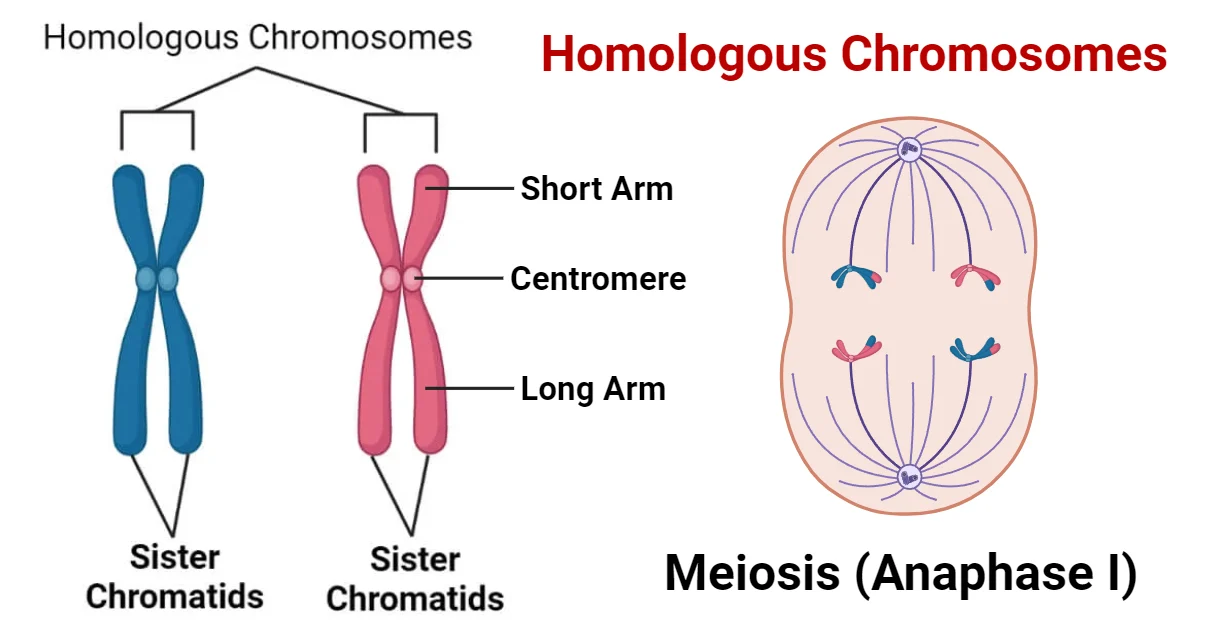 Homologous Chromosomes
Homologous Chromosomes
Short Arm
Centromere
Long Arm
Sister
Chromatids
Sister
Chromatids
Meiosis (Anaphase I)